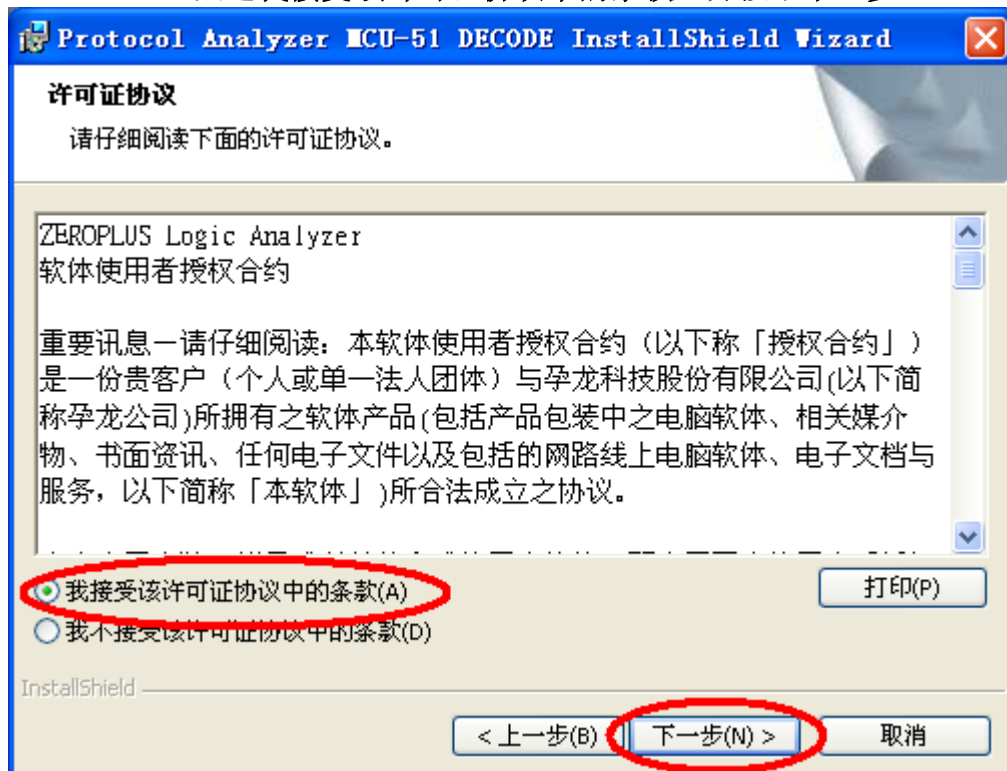 Protocol Analyzer MCU-51 DECODE InstallShield Wizard
许可证协议
请仔细阅读下面的许可证协议。
ZEROPLUS Logic Analyzer
软体使用者授权合约
重要讯息一请仔细阅读：本软体使用者授权合约（以下称「授权合约」）
是一份贵客户（个人或单一法人团体）与孕龙科技股份有限公司(以下简
称孕龙公司)所拥有之软体产品(包括产品包装中之电脑软体、相关媒介
物、书面资讯、任何电子文件以及包括的网路线上电脑软体、电子文档与
服务，以下简称「本软体」)所合法成立之协议。
我接受该许可证协议中的条款(A)
打印(P)
我不接受该许可证协议中的条款(D)
InstallShield
< 上一步(B)
下一步(N) >
取消